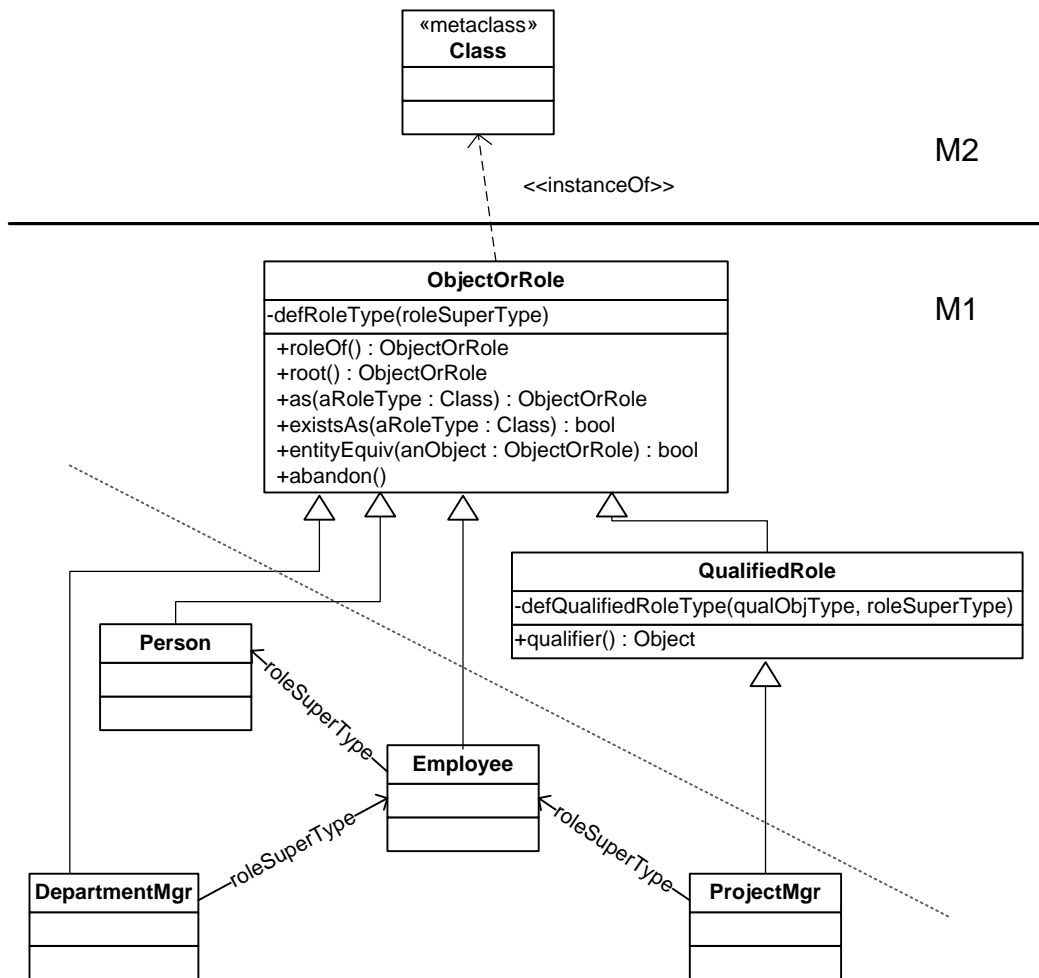 «metaclass»
Class
M2
<<instanceOf>>
ObjectOrRole
M1
-defRoleType(roleSuperType)
+roleOf() : ObjectOrRole
+root() : ObjectOrRole
+as(aRoleType : Class) : ObjectOrRole
+existsAs(aRoleType : Class) : bool
+entityEquiv(anObject : ObjectOrRole) : bool
+abandon()
QualifiedRole
-defQualifiedRoleType(qualObjType, roleSuperType)
+qualifier() : Object
Person
roleSuperType
Employee
roleSuperType
roleSuperType
DepartmentMgr
ProjectMgr